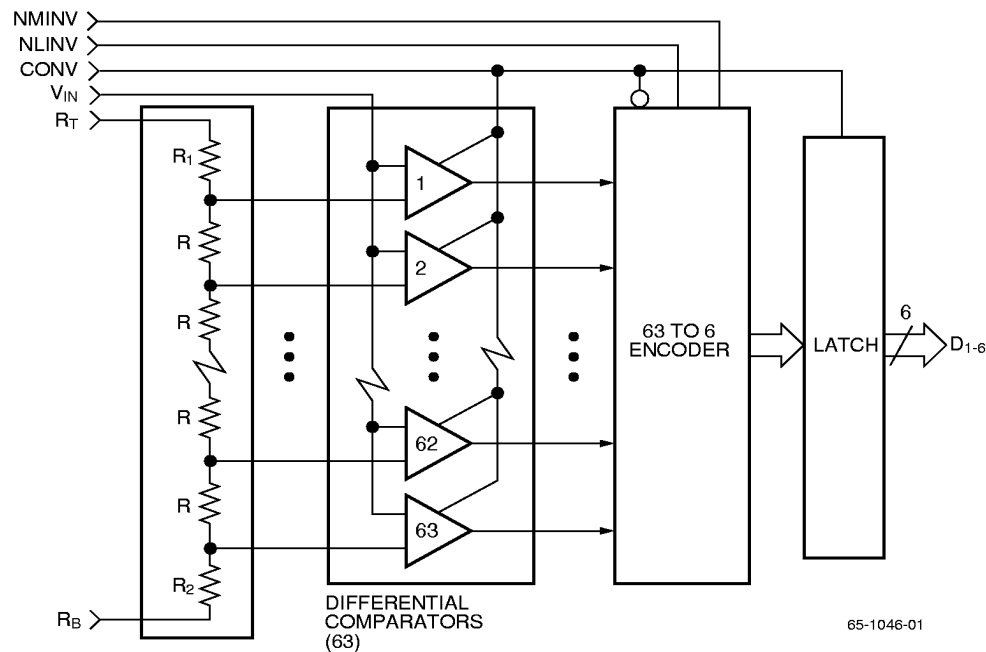 NMINV
NLINV
CONV
VIN
RT
R1
R
R
R
R
R2
RB
1
2
62
63
DIFFERENTIAL
COMPARATORS
(63)
63 TO 6
ENCODER
LATCH
6
D1-6
65-1046-01